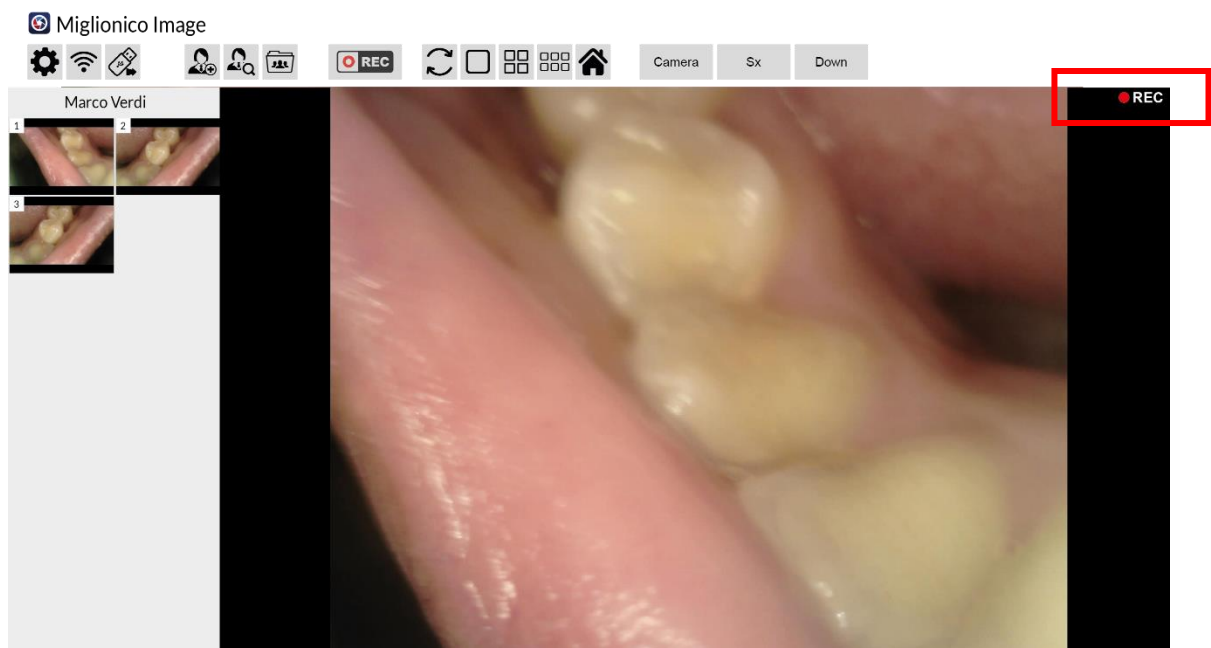 Miglionico Image
REC
Camera
Sx
Down
Marco Verdi
REC
1
2
3